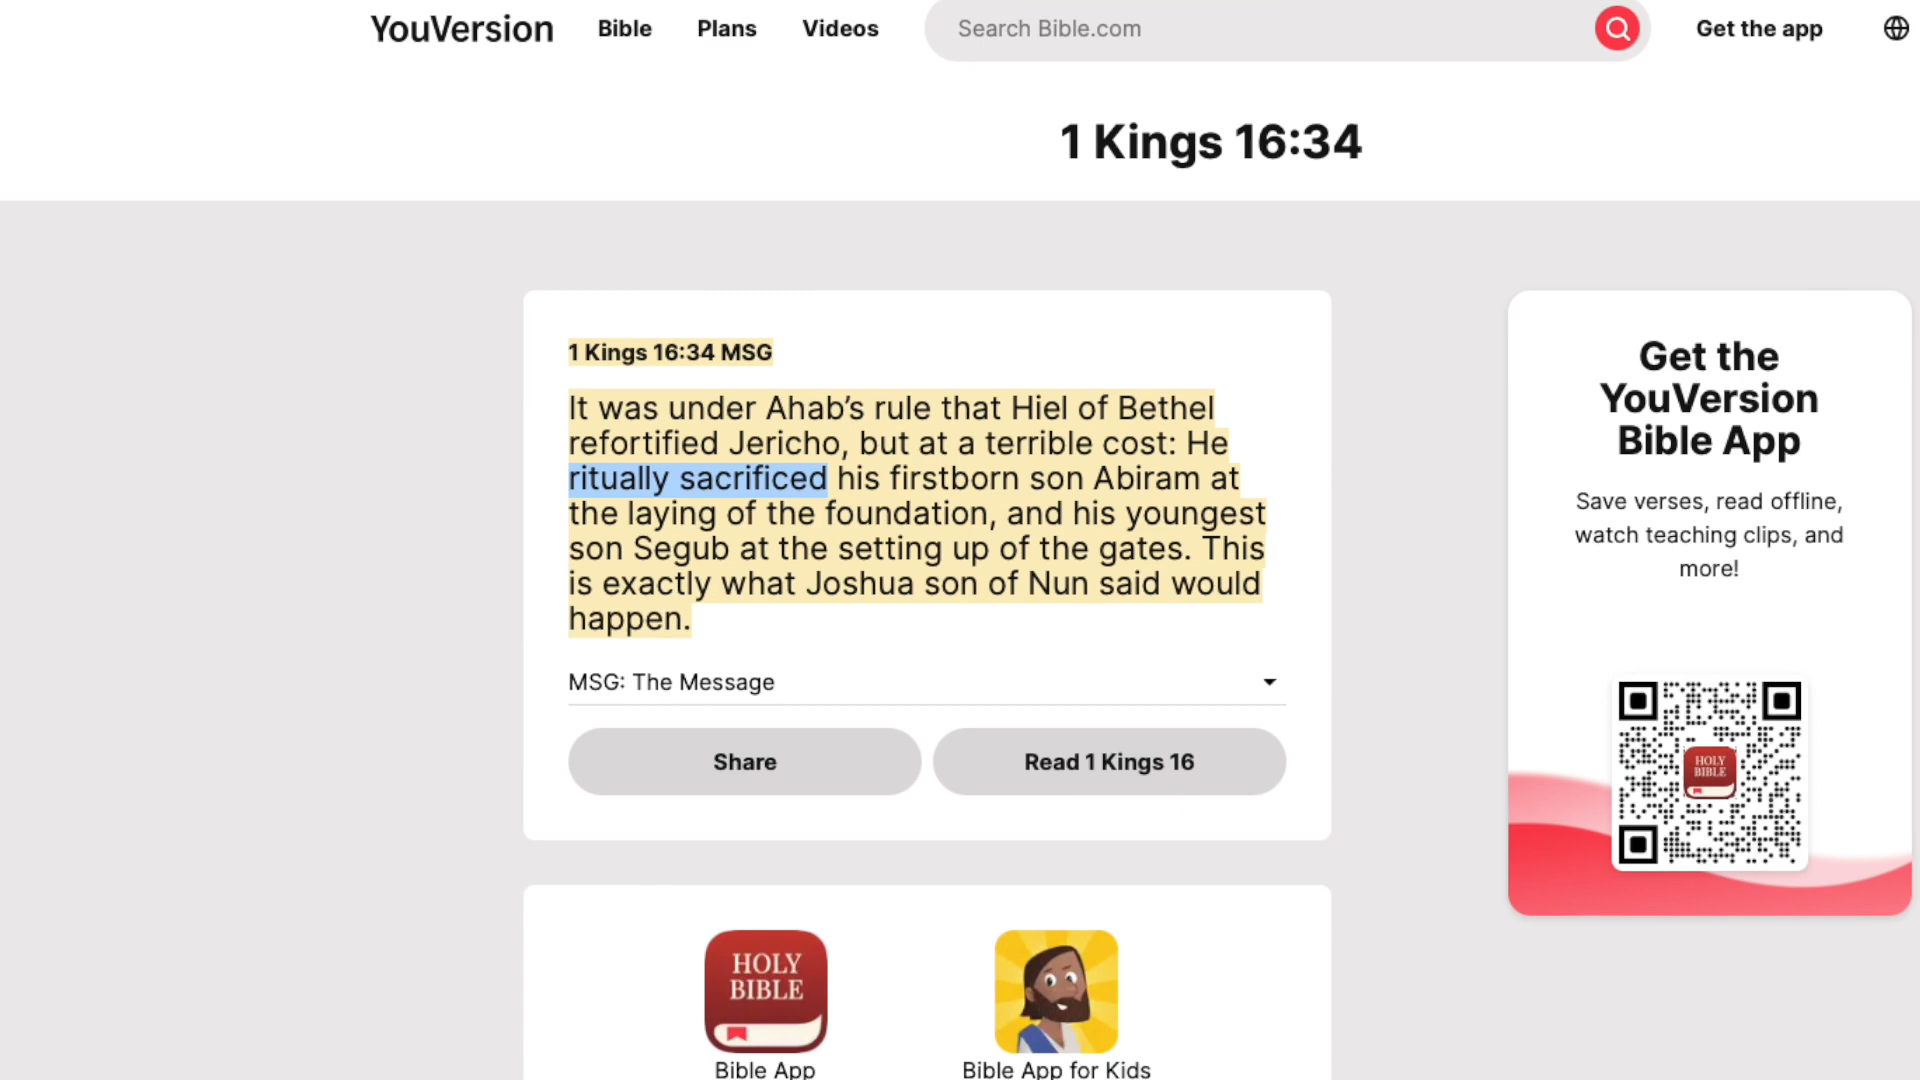 YouVersion
Bible
Plans
Videos
Search Bible.com
Get the app
1 Kings 16:34
1 Kings 16:34 MSG
It was under Ahab’s rule that Hiel of Bethel
refortified Jericho, but at a terrible cost: He
ritually sacrificed his firstborn son Abiram at
the laying of the foundation, and his youngest
son Segub at the setting up of the gates. This
is exactly what Joshua son of Nun said would
happen.
MSG: The Message
Share
Read 1 Kings 16
Get the
YouVersion
Bible App
Save verses, read offline,
watch teaching clips, and
more!
HOLY
BIBLE
HOLY
BIBLE
Bible App
Bible App for Kids